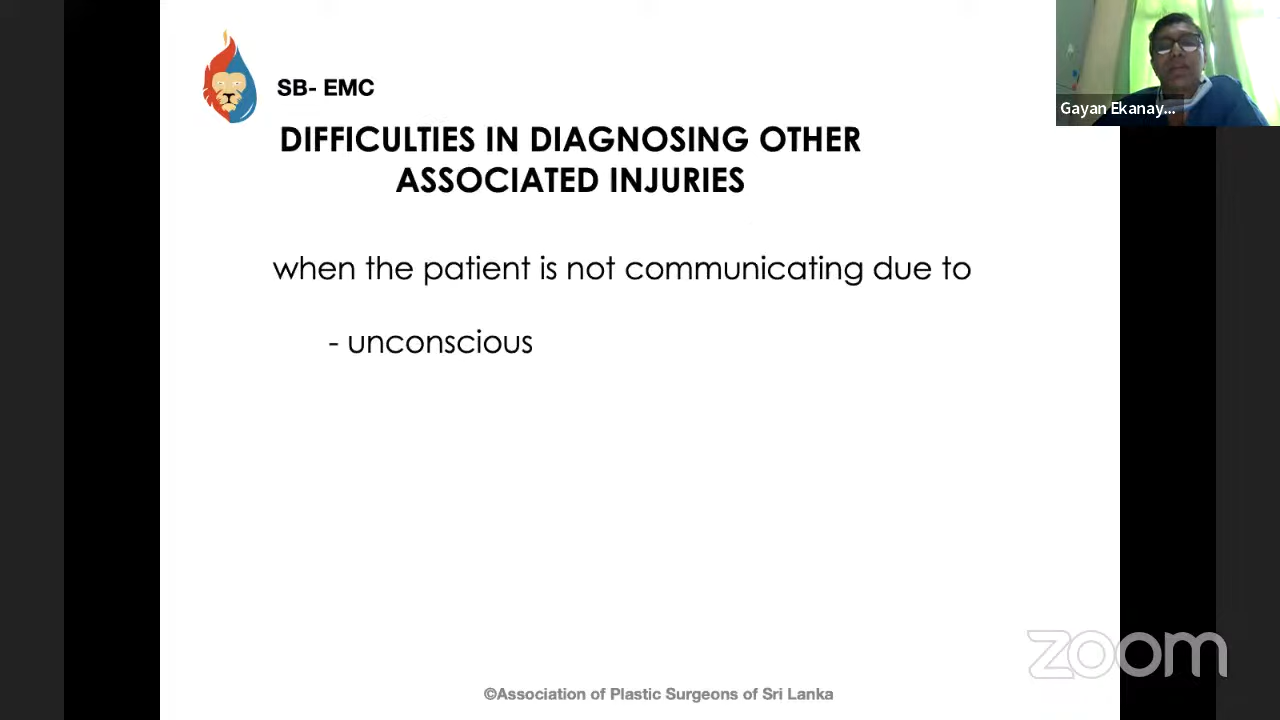 SB- EMC
Gayan Ekanay...
DIFFICULTIES IN DIAGNOSING OTHER
ASSOCIATED INJURIES
when the patient is not communicating due to
- unconscious
zoom
©Association of Plastic Surgeons of Sri Lanka